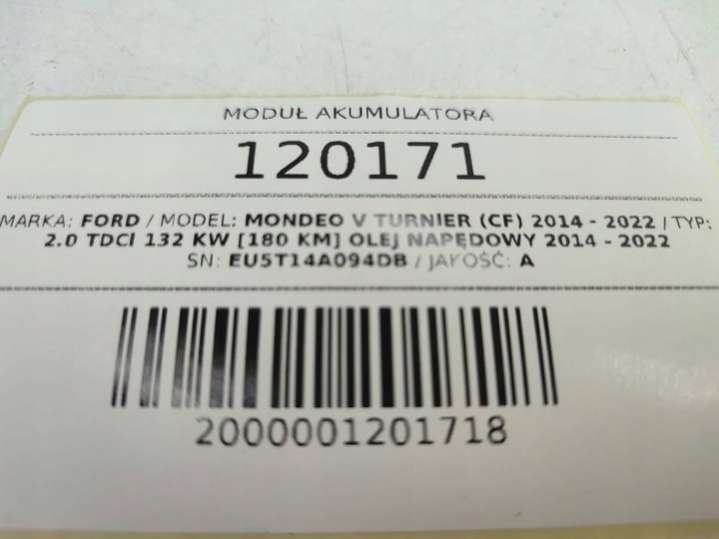 MODUŁ AKUMULATORA
120171
MARKA: FORD / MODEL: MONDEO V TURNIER (CF) 2014 - 2022 / TYP:
2.0 TDCI 132 KW [180 KM] OLEJ NAPĘDOWY 2014 - 2022
SN: EU5T14A094DB / JAKOŚĆ: A
2000001201718